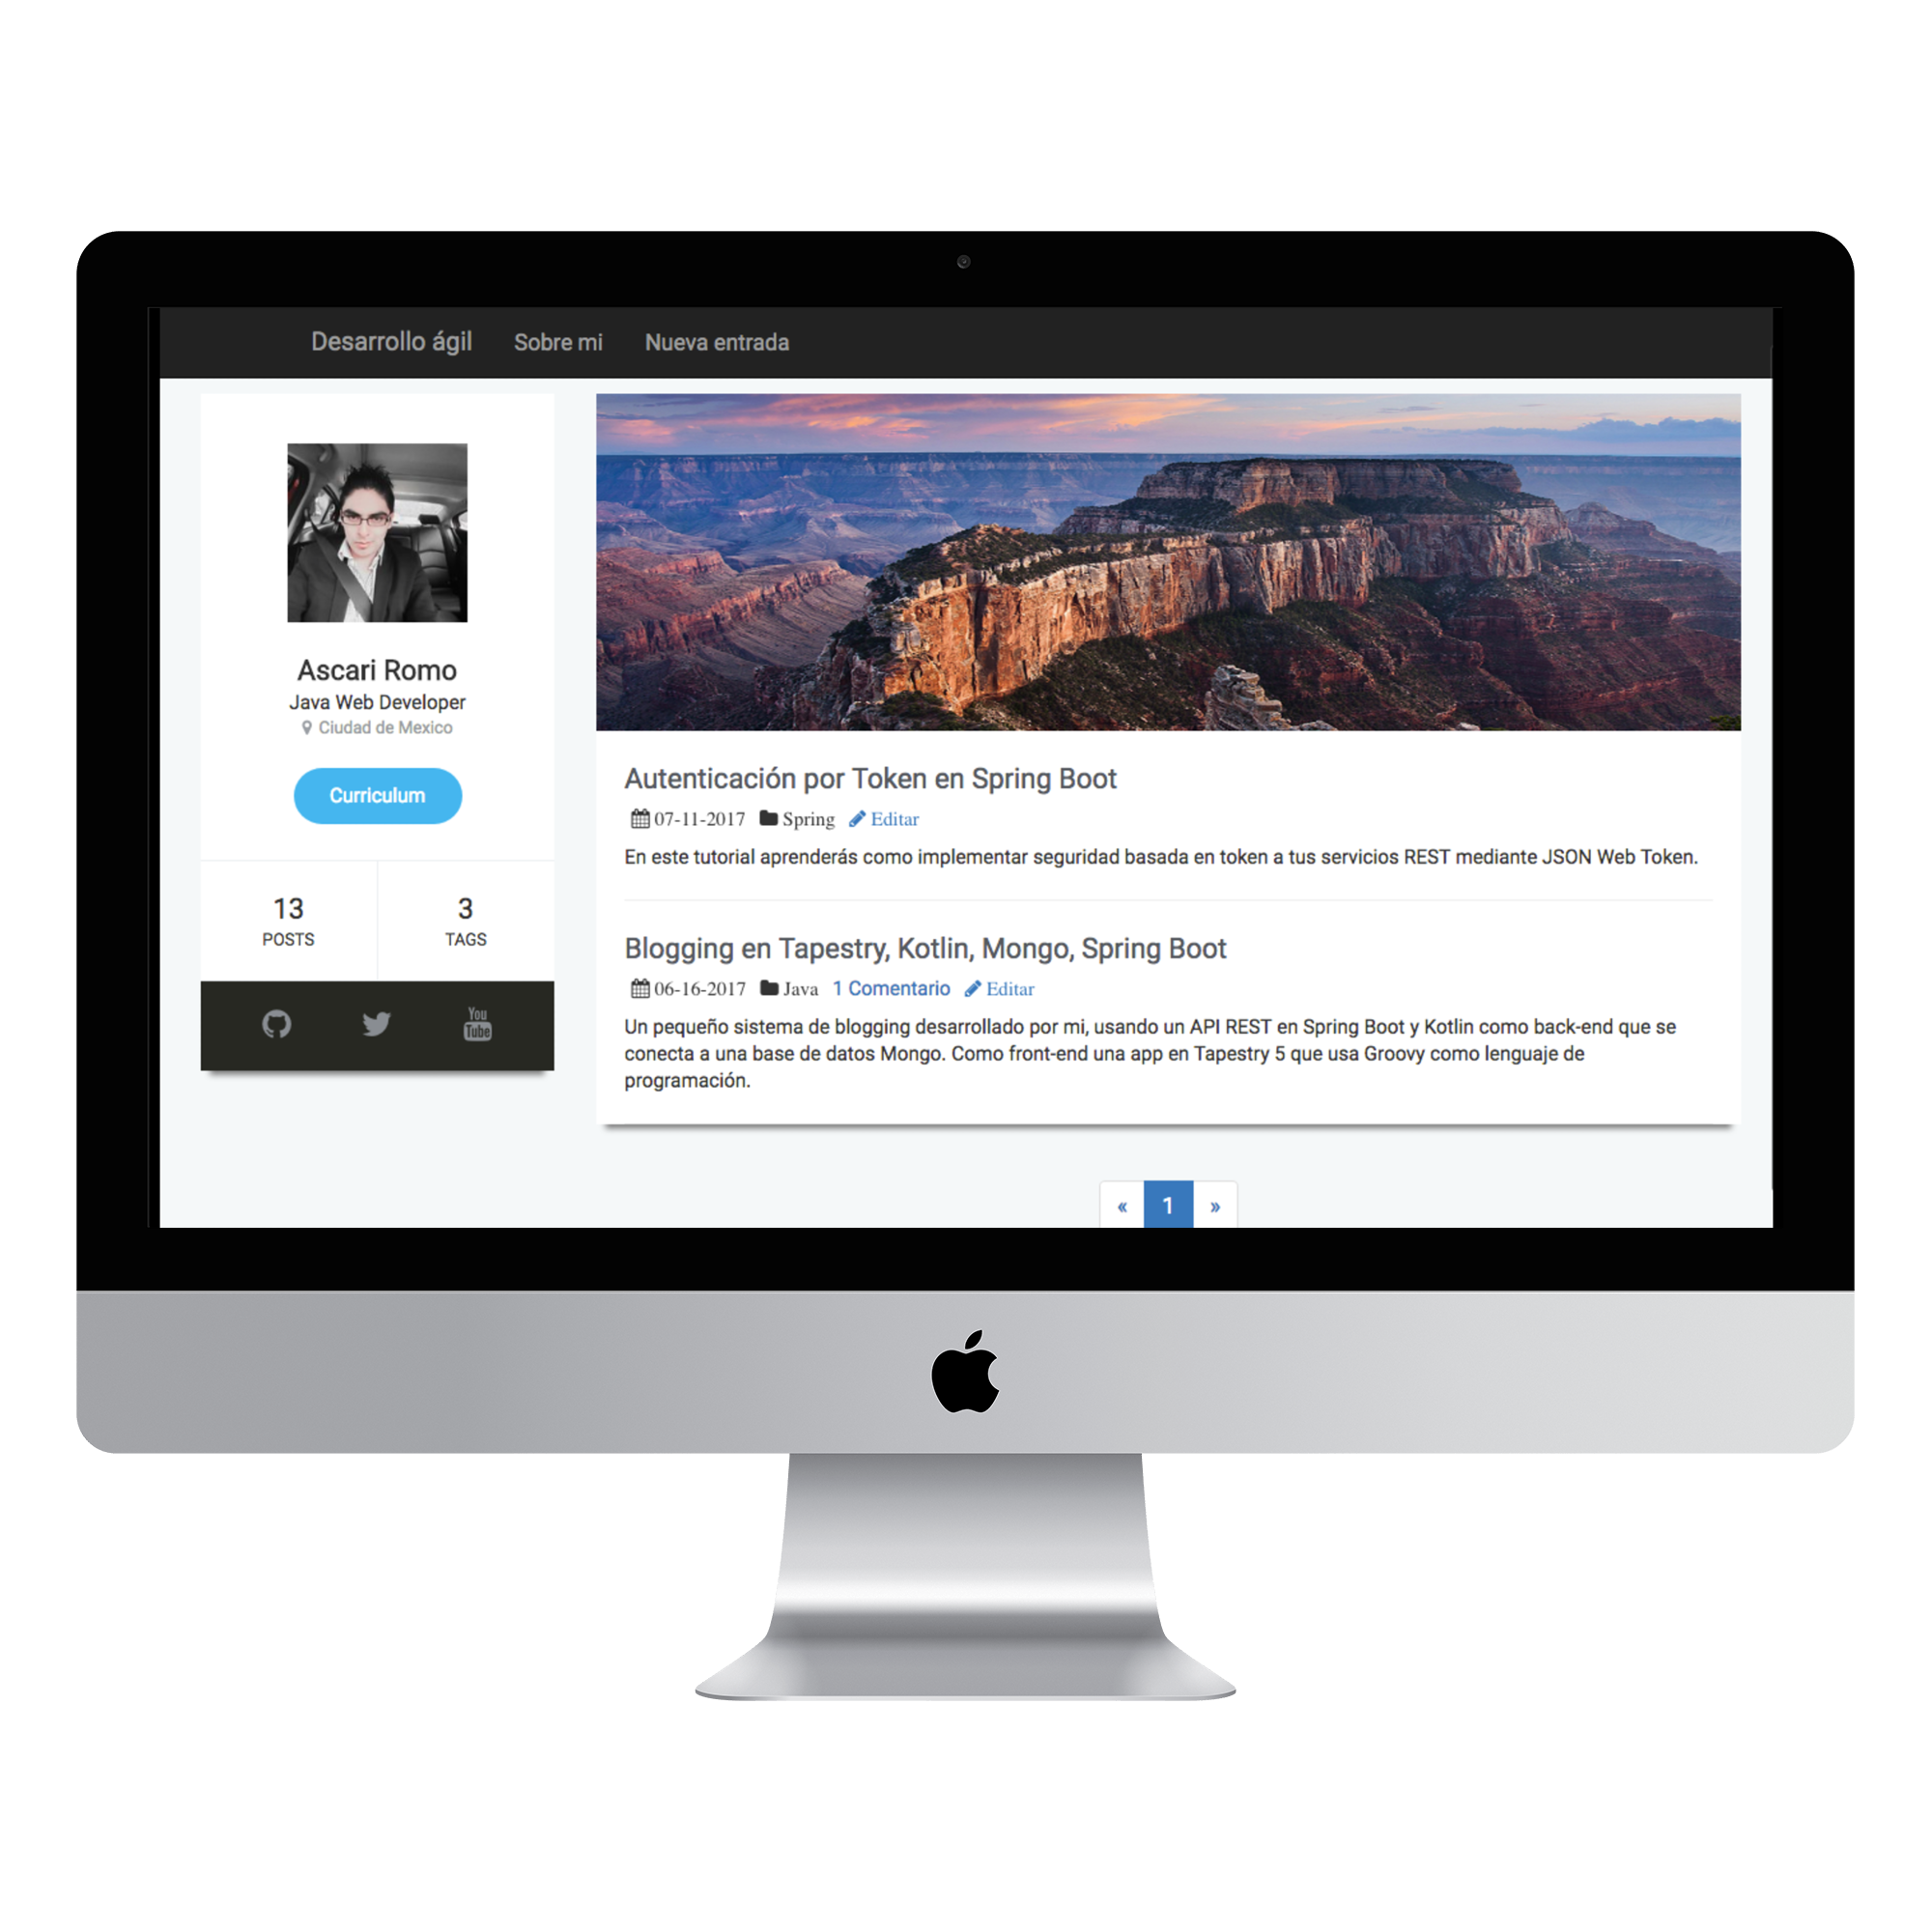 Desarrollo ágil Sobre mi Nueva entrada
Ascari Romo
Java Web Developer
Ciudad de Mexico
Curriculum
13
POSTS
3
TAGS
You
Tube
Autenticación por Token en Spring Boot
07-11-2017 Spring Editar
En este tutorial aprenderás como implementar seguridad basada en token a tus servicios REST mediante JSON Web Token.
Blogging en Tapestry, Kotlin, Mongo, Spring Boot
06-16-2017 Java 1 Comentario Editar
Un pequeño sistema de blogging desarrollado por mi, usando un API REST en Spring Boot y Kotlin como back-end que se
conecta a una base de datos Mongo. Como front-end una app en Tapestry 5 que usa Groovy como lenguaje de
programación.
« 1 »